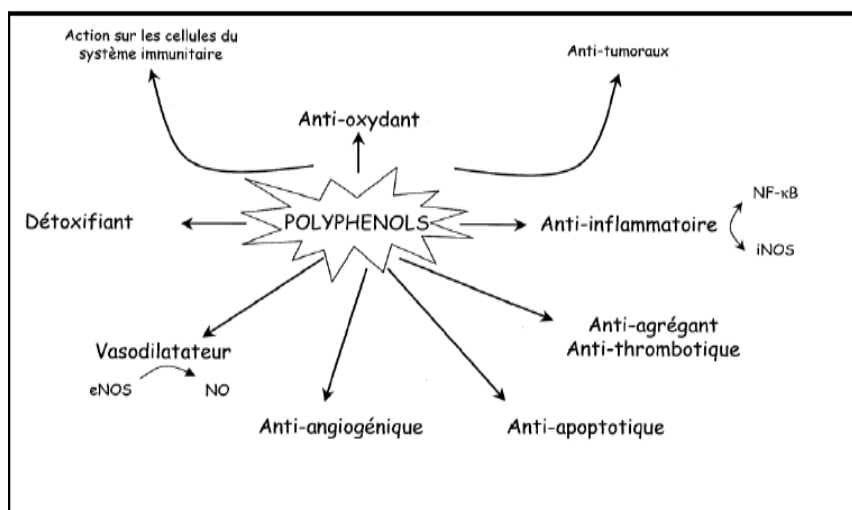 Action sur les cellules du
système immunitaire
Anti-tumoraux
Anti-oxydant
NF-κB
Détoxifiant
POLYPHENOLS
Anti-inflammatoire
iNOS
Anti-agrégant
Anti-thrombotique
Vasodilatateur
eNOS
NO
Anti-angiogénique
Anti-apoptotique